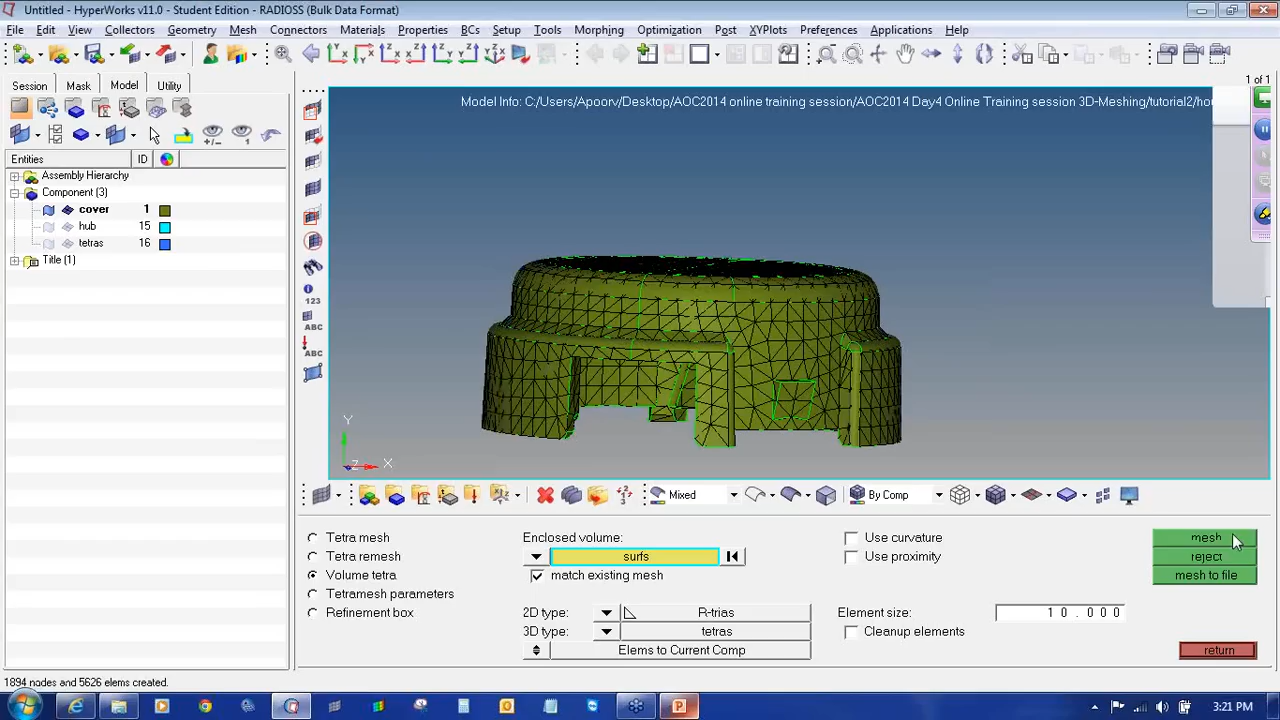 Untitled - HyperWorks v11.0 - Student Edition - RADIOSS (Bulk Data Format)
File Edit View Collectors Geometry Mesh Connectors Materials Properties BCs Setup Tools Morphing Optimization Post XYPlots Preferences Applications Help
Session Mask Model Utility
1 of 1
Model Info: C:/Users/Apoorv/Desktop/AOC2014 online training session/AOC2014 Day4 Online Training session 3D-Meshing/tutorial2/hou
Entities ID
Assembly Hierarchy
Component (3)
cover 1
hub 15
tetras 16
Title (1)
123
ABC
ABC
Y
Z X
Mixed
By Comp
Tetra mesh
Tetra remesh
Volume tetra
Tetramesh parameters
Refinement box
Enclosed volume:
surfs
match existing mesh
2D type: R-trias
3D type: tetras
Elems to Current Comp
Use curvature
Use proximity
Element size: 10.000
Cleanup elements
mesh
reject
mesh to file
return
1894 nodes and 5626 elems created.
3:21 PM